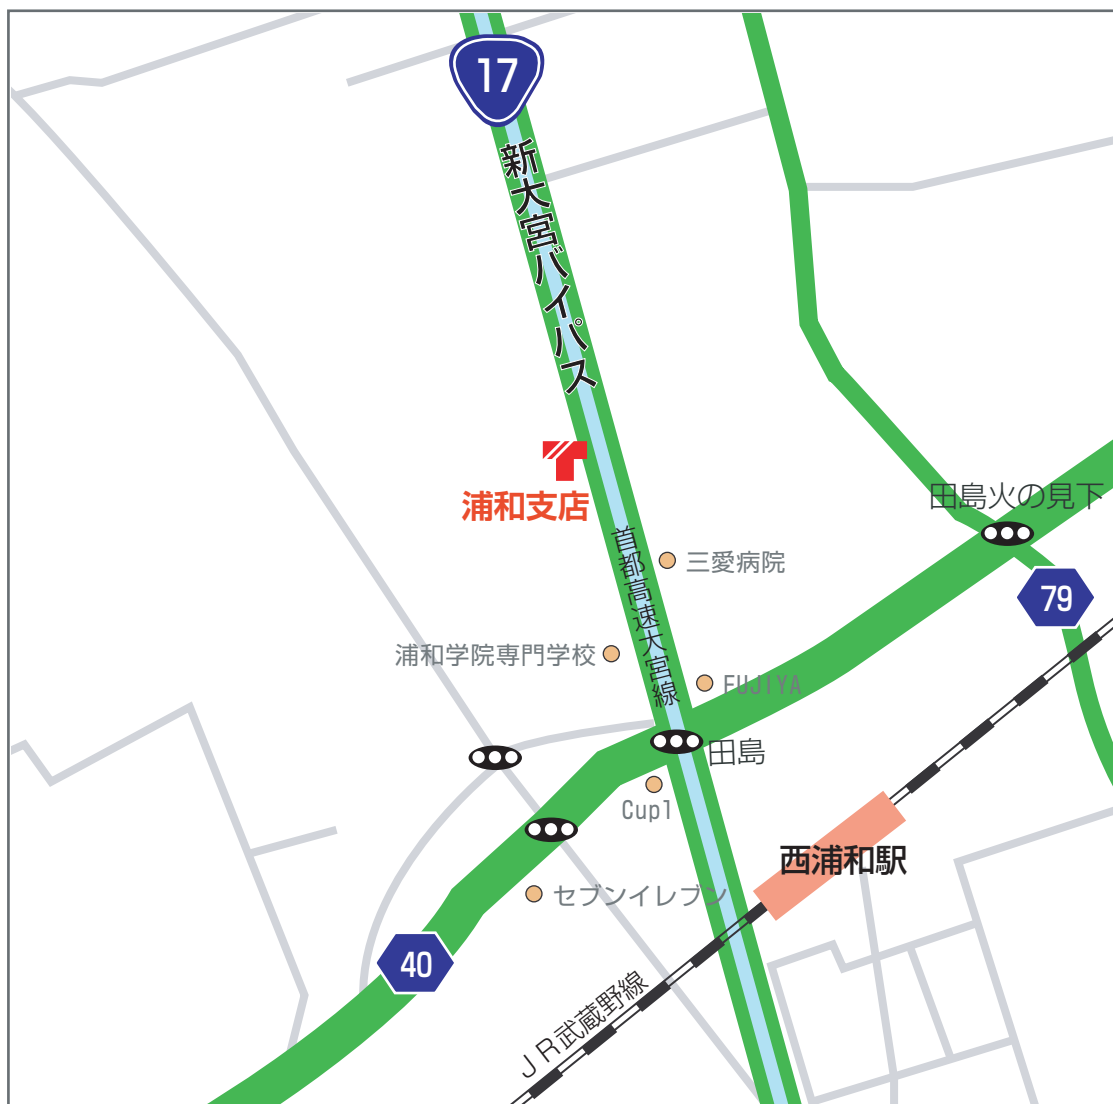 17
新大宮バイパス
浦和支店
田島火の見下
首都高速大宮線
三愛病院
79
浦和学院専門学校
FUJIYA
田島
Cup1
西浦和駅
セブンイレブン
40
JR武蔵野線